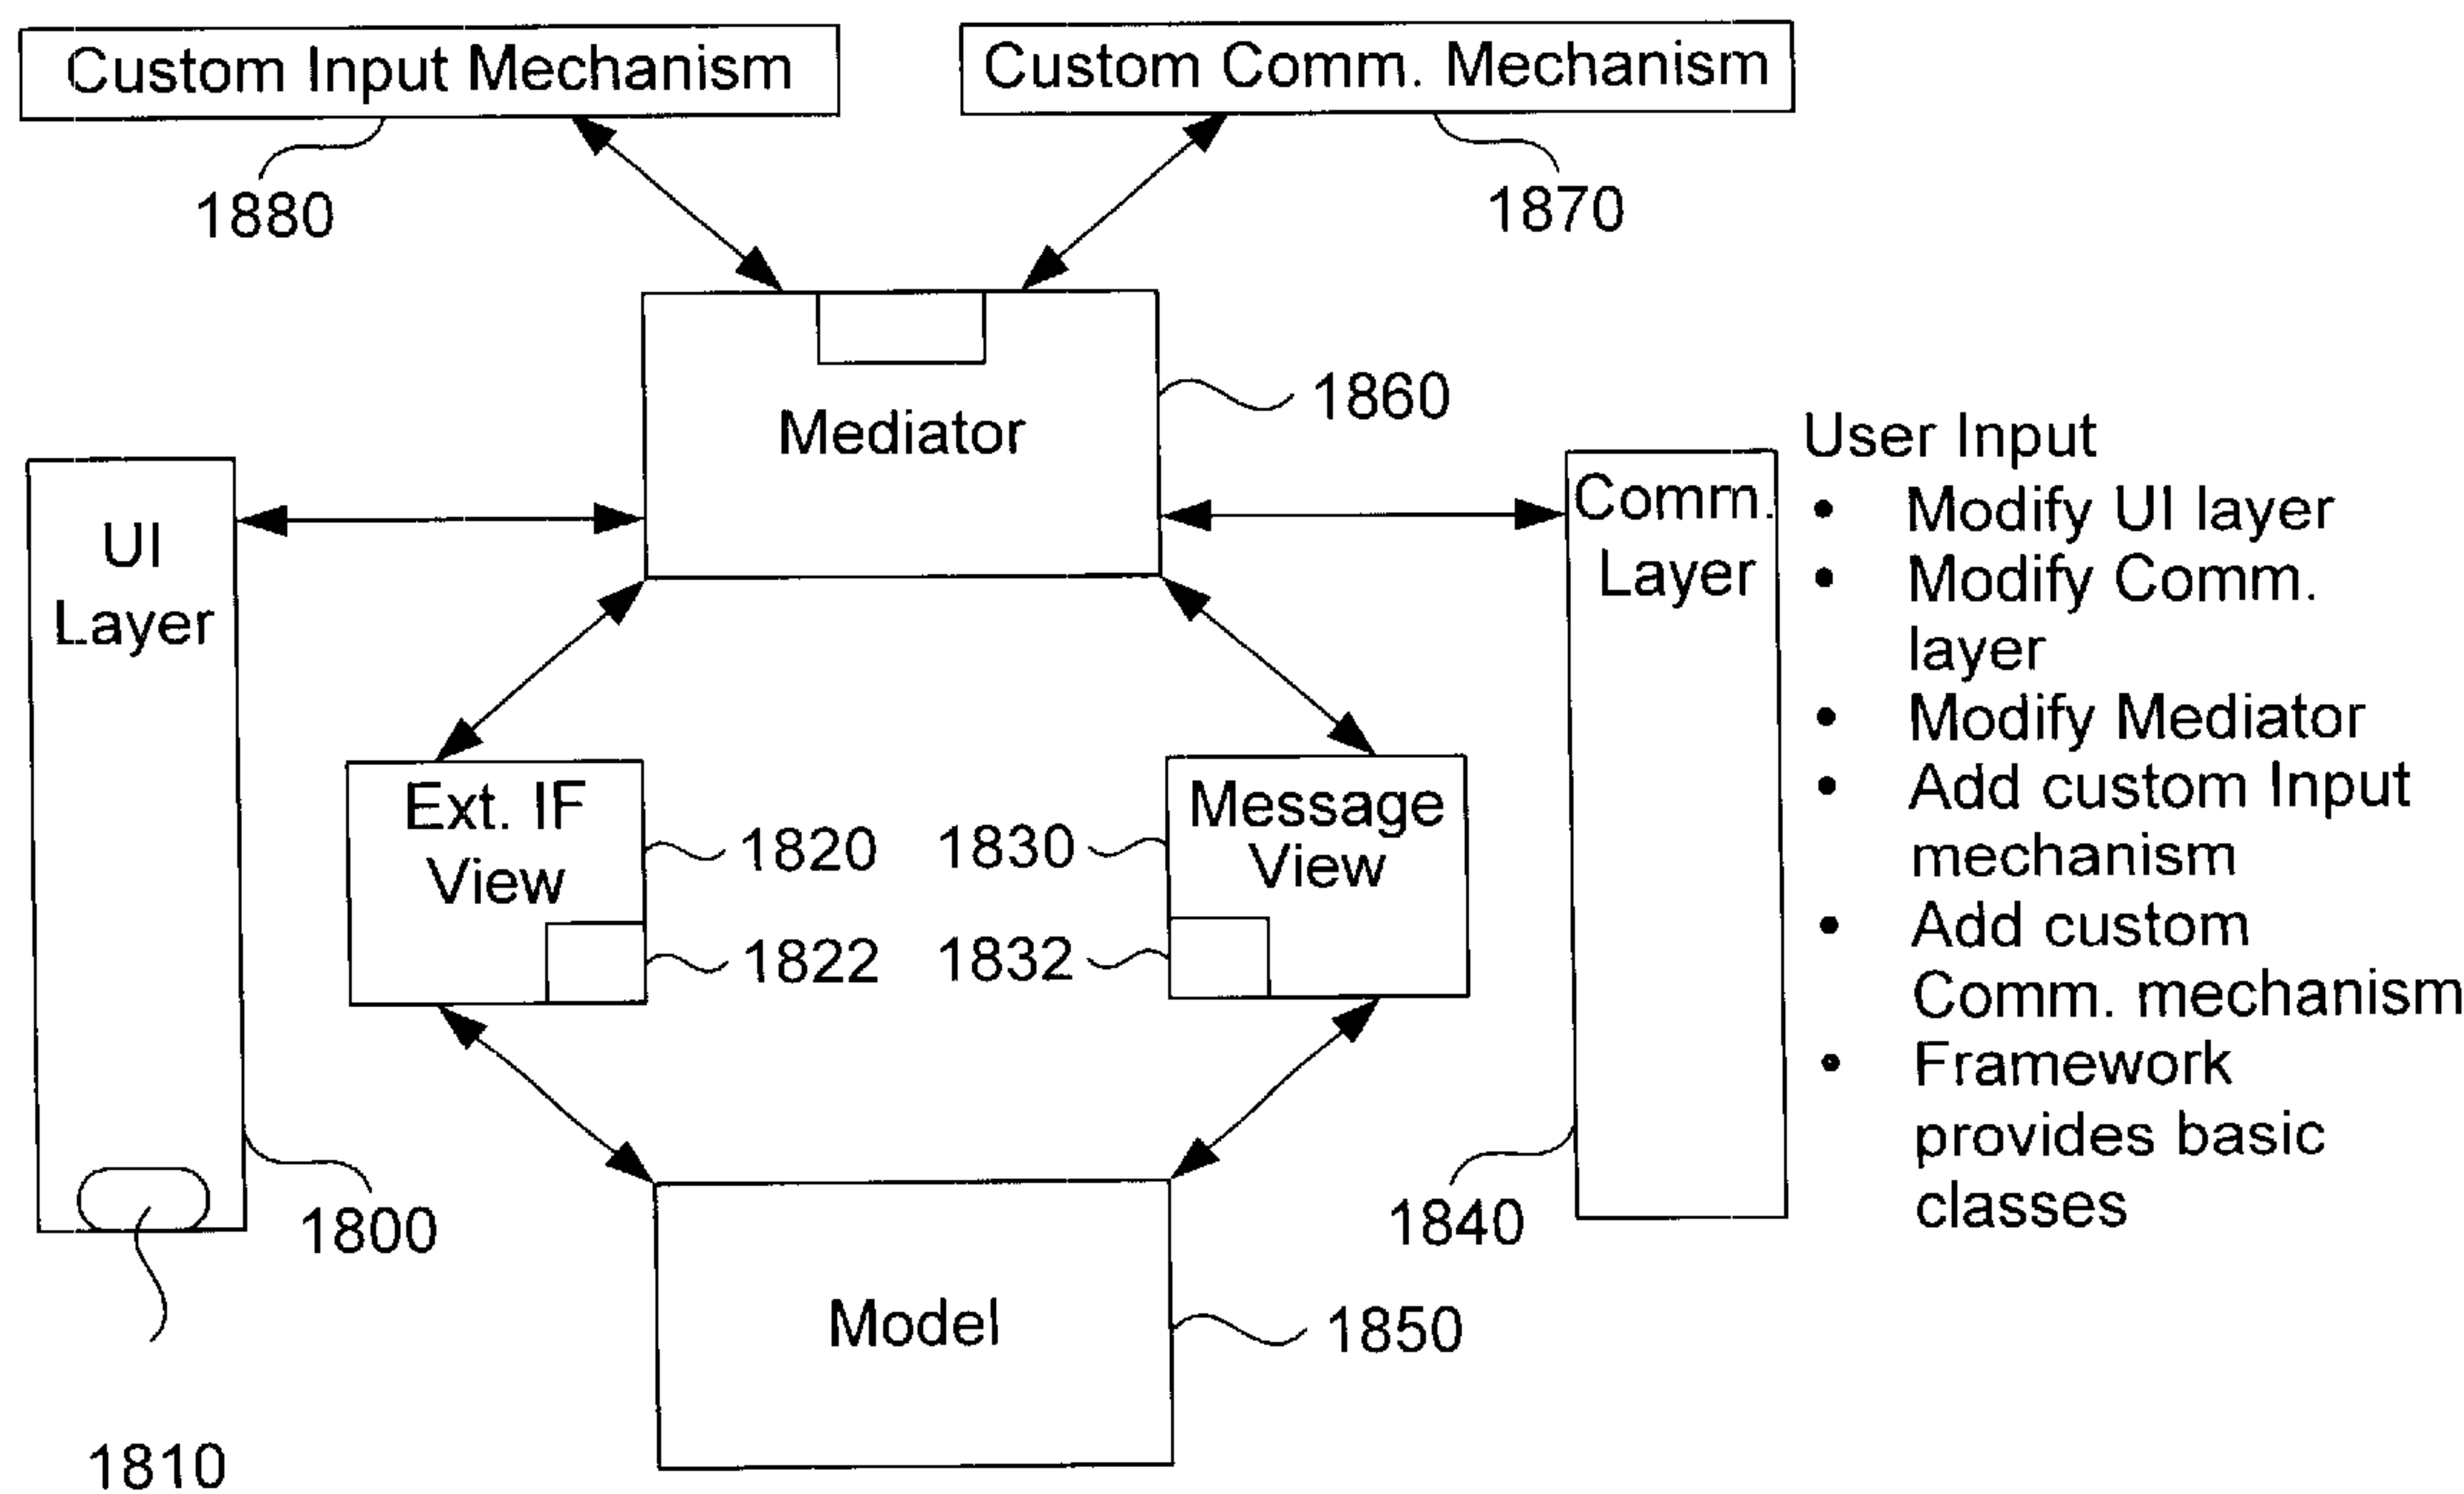 Custom Input Mechanism
Custom Comm. Mechanism
1880
1870
1860
Mediator
UI
Layer
Comm.
Layer
Ext. IF
View
1820
1822
Message
View
1830
1832
1800
1810
1840
Model
1850
User Input
• Modify UI layer
• Modify Comm.
layer
• Modify Mediator
• Add custom Input
mechanism
• Add custom
Comm. mechanism
• Framework
provides basic
classes